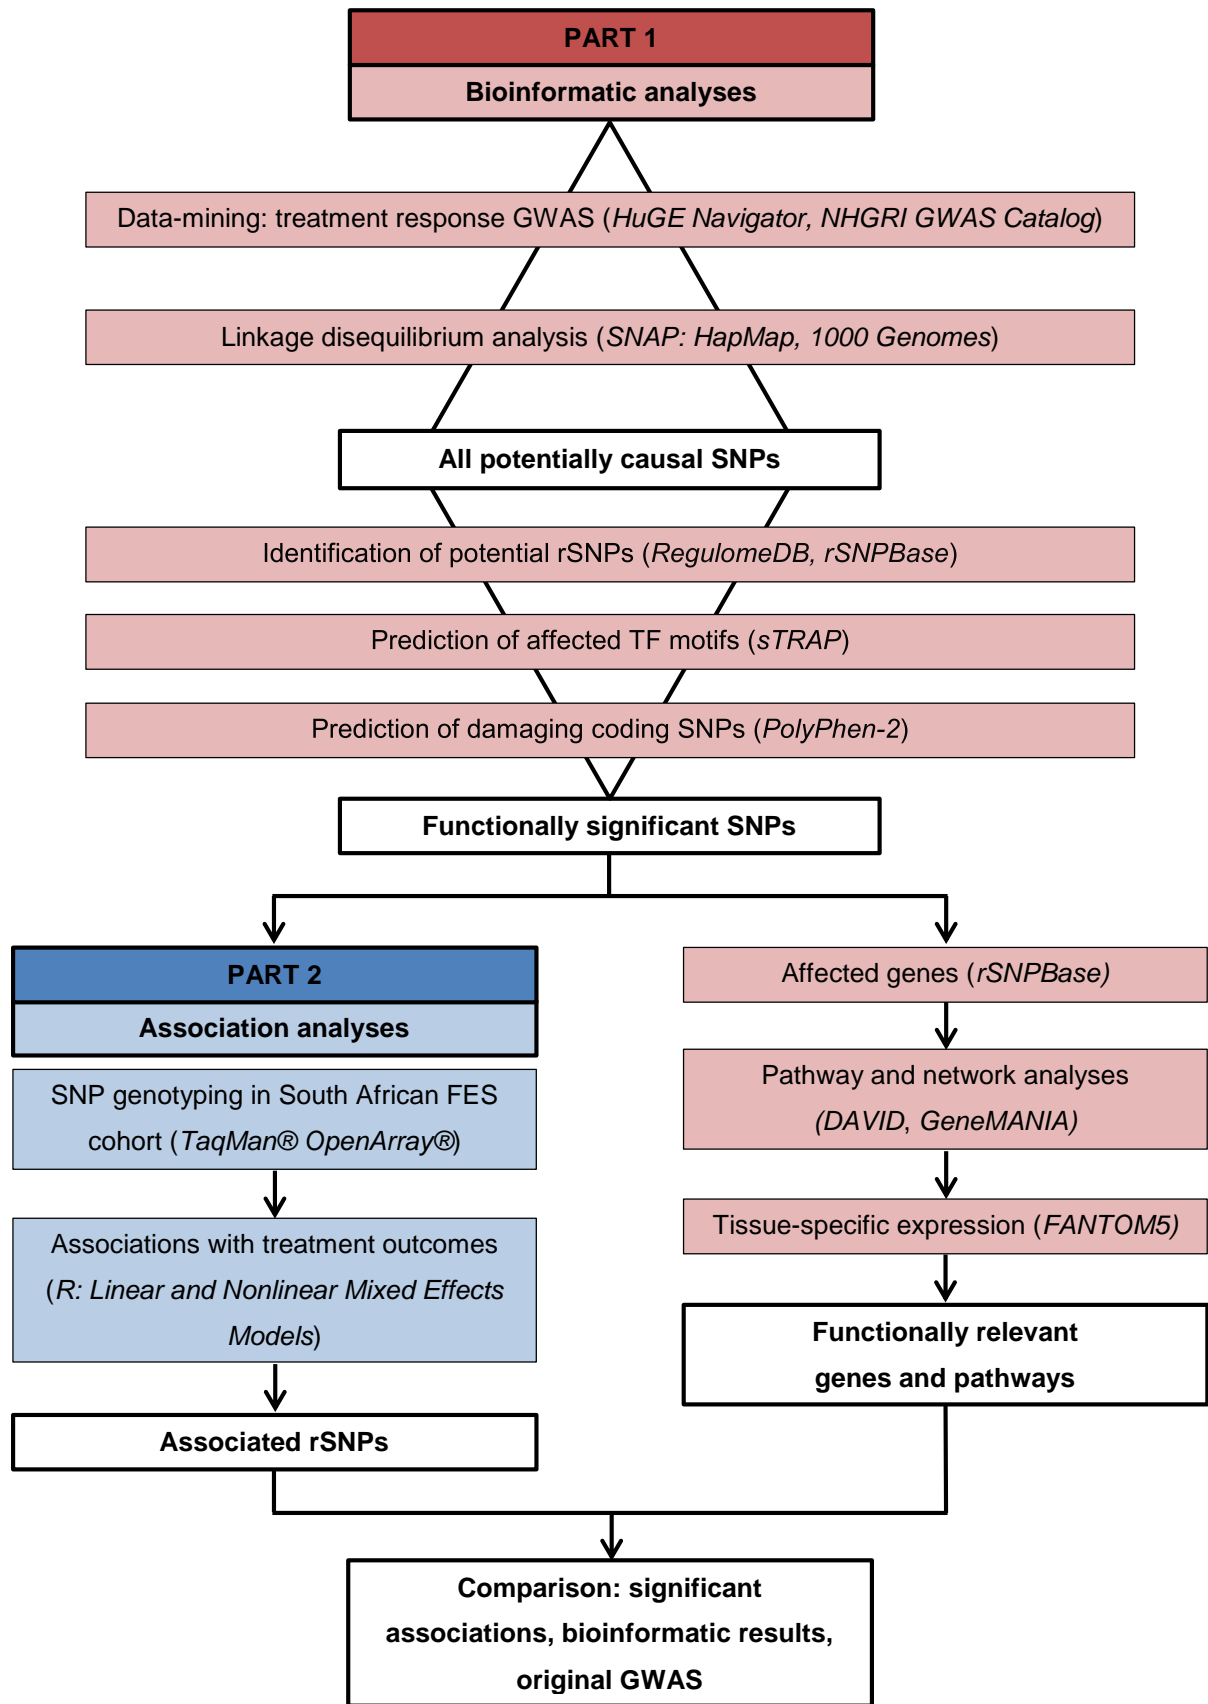 PART 1
Bioinformatic analyses
Data-mining: treatment response GWAS (HuGE Navigator, NHGRI GWAS Catalog)
Linkage disequilibrium analysis (SNAP: HapMap, 1000 Genomes)
All potentially causal SNPs
Identification of potential rSNPs (RegulomeDB, rSNPBase)
Prediction of affected TF motifs (sTRAP)
Prediction of damaging coding SNPs (PolyPhen-2)
Functionally significant SNPs
PART 2
Association analyses
SNP genotyping in South African FES
cohort (TaqMan® OpenArray®)
Associations with treatment outcomes
(R: Linear and Nonlinear Mixed Effects
Models)
Associated rSNPs
Affected genes (rSNPBase)
Pathway and network analyses
(DAVID, GeneMANIA)
Tissue-specific expression (FANTOM5)
Functionally relevant
genes and pathways
Comparison: significant
associations, bioinformatic results,
original GWAS